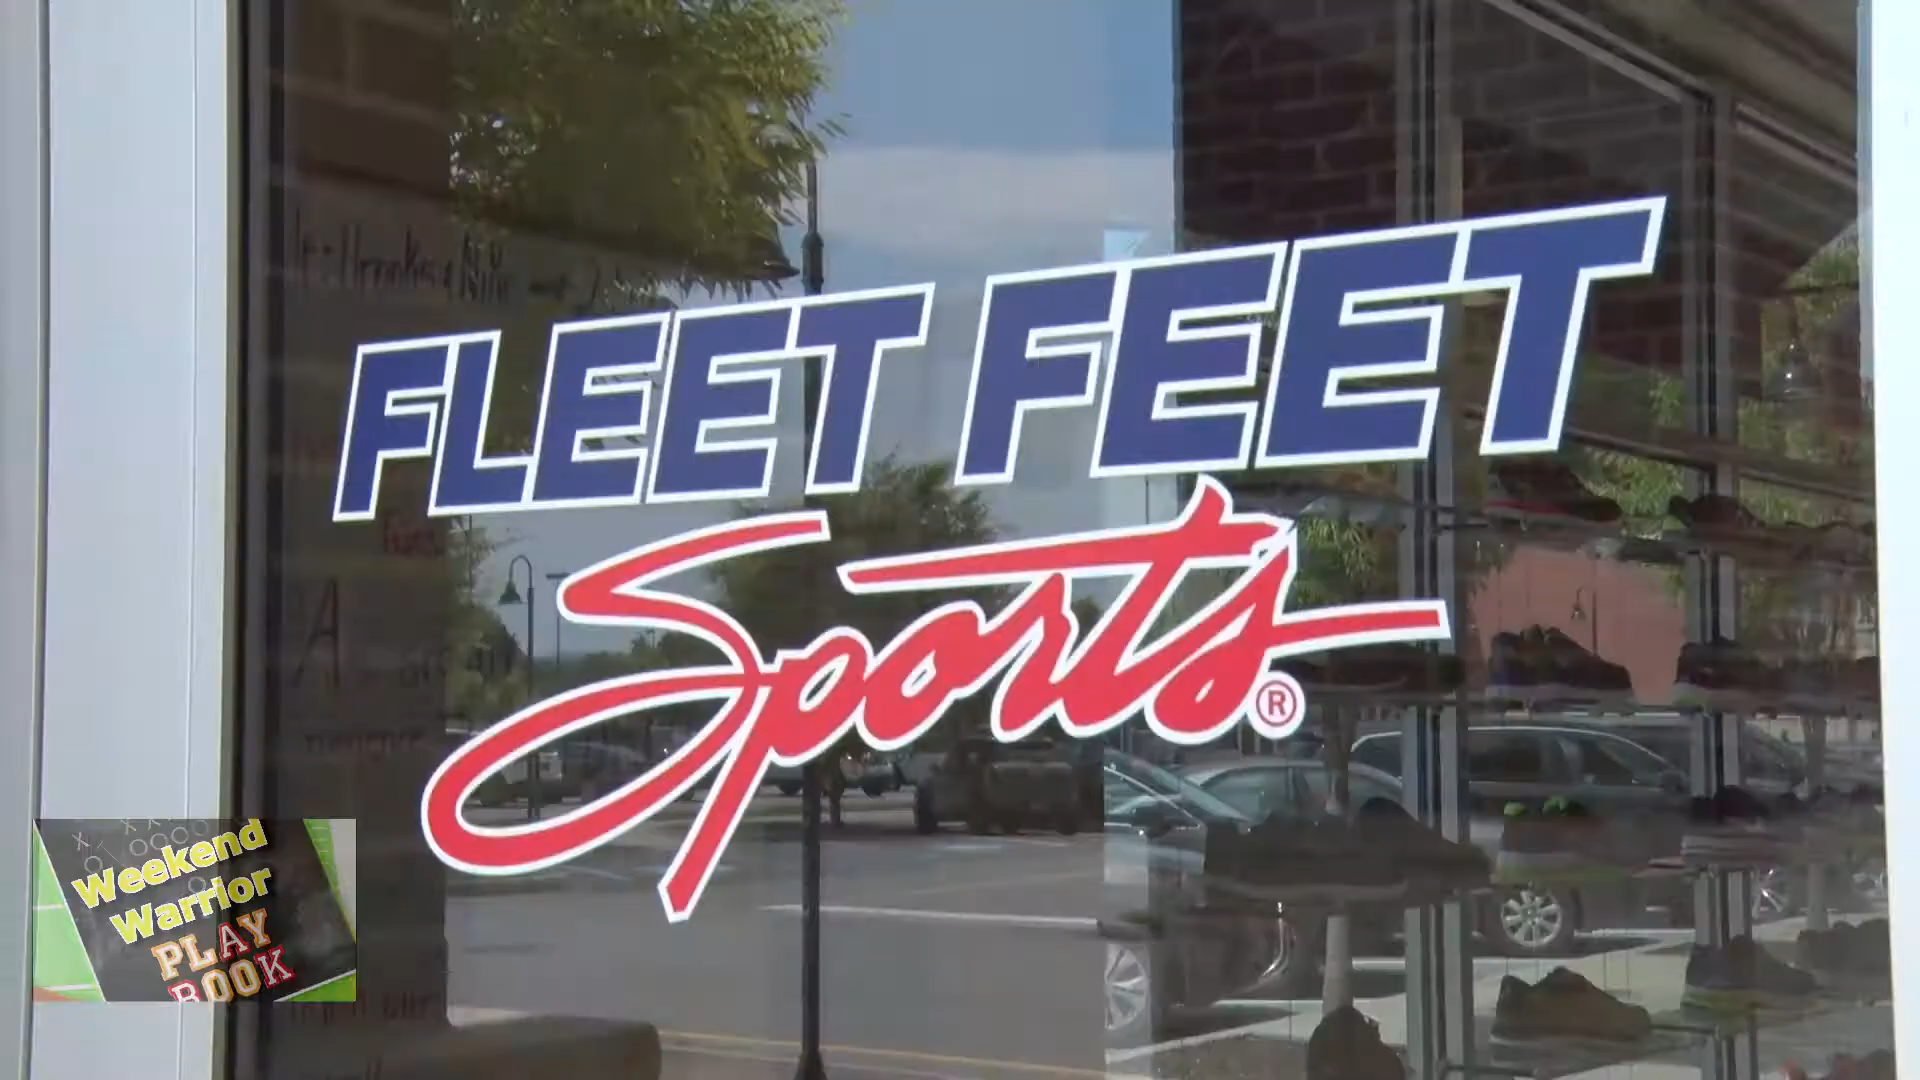 FLEET FEET
Sports®
Weekend
Warrior
PLAY
BOOK
A